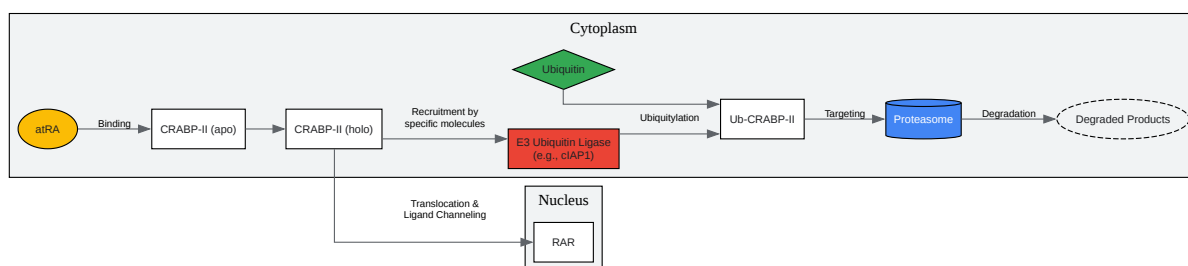 Cytoplasm
Ubiquitin
atRA
Binding
CRABP-II (apo)
CRABP-II (holo)
Recruitment by
specific molecules
E3 Ubiquitin Ligase
(e.g., cIAP1)
Ubiquitylation
Ub-CRABP-II
Targeting
Proteasome
Degradation
Degraded Products
Translocation &
Ligand Channeling
Nucleus
RAR